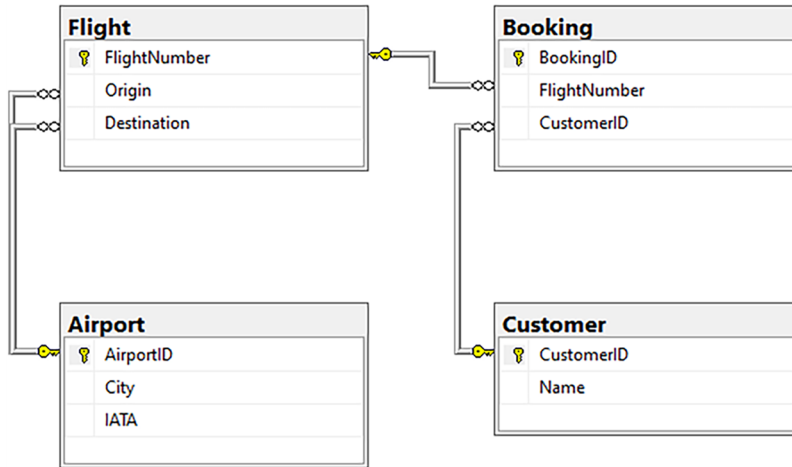 Flight
FlightNumber
Origin
Destination
Booking
BookingID
FlightNumber
CustomerID
Airport
AirportID
City
IATA
Customer
CustomerID
Name